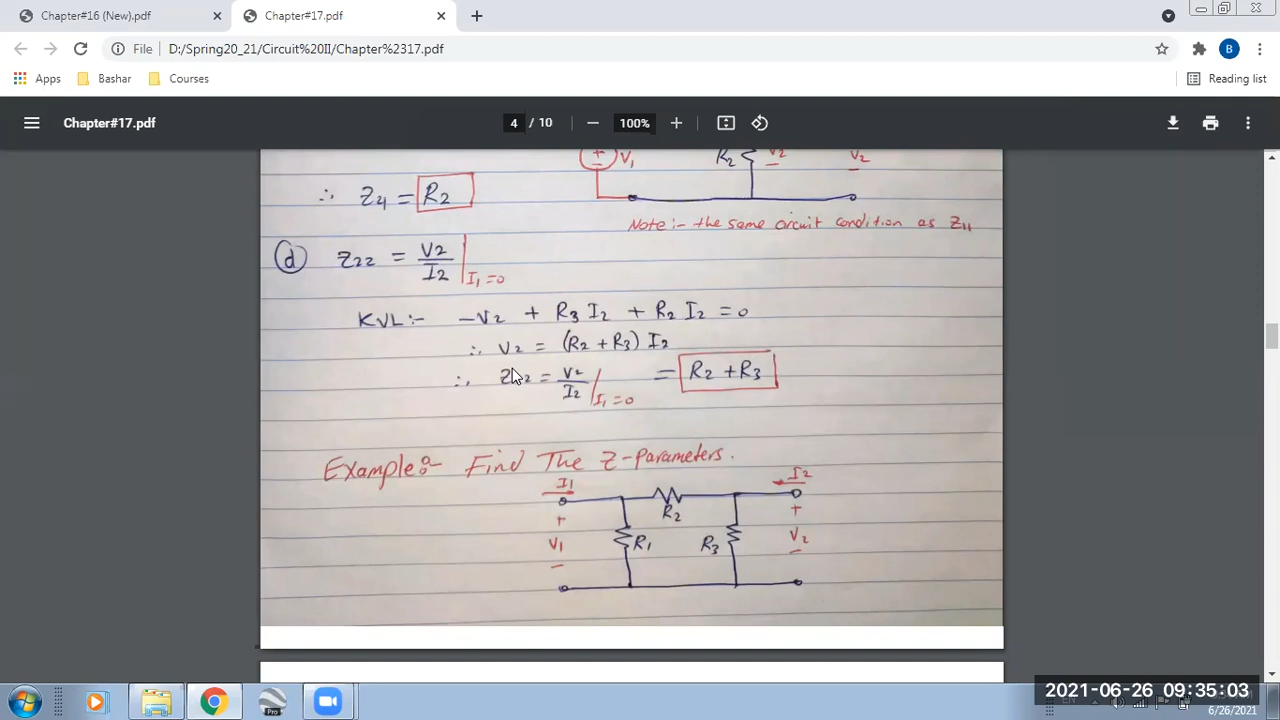 Chapter#16 (New).pdf
Chapter#17.pdf
File
D:/Spring20_21/Circuit%20II/Chapter%2317.pdf
B
Apps
Bashar
Courses
Reading list
Chapter#17.pdf
4 / 10
100%
+ V1 R2 V2 V2
− −
∴ Z21 = R2
Note:- the same circuit condition as Z11
d Z22 = V2/I2 | I1=0
KVL:- −V2 + R3 I2 + R2 I2 = 0
∴ V2 = (R2+R3) I2
∴ Z22 = V2/I2 | I1=0 = R2+R3
Example:- Find The Z-Parameters.
I1 I2
R2
+ +
V1 R1 R3 V2
− −
Pro
2021-06-26 09:35:03
6/26/2021